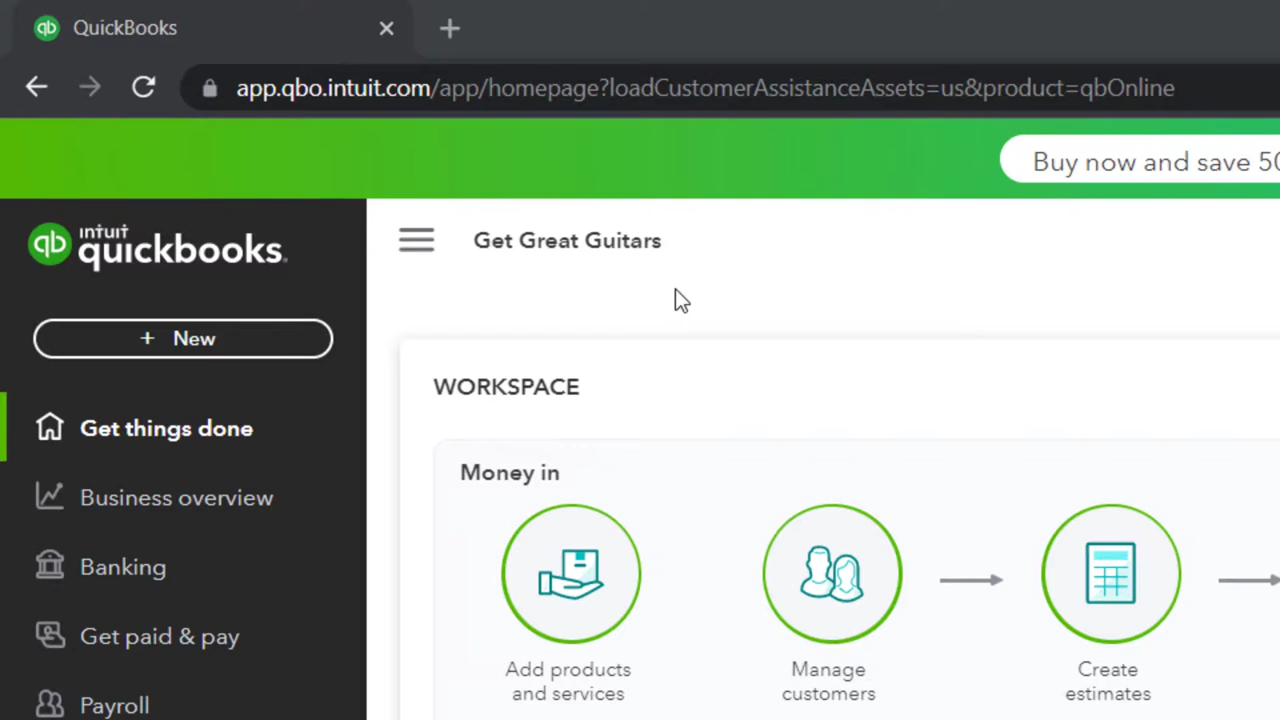 QuickBooks
app.qbo.intuit.com/app/homepage?loadCustomerAssistanceAssets=us&product=qbOnline
Buy now and save 50
qb intuit quickbooks.
Get Great Guitars
+ New
WORKSPACE
Get things done
Money in
Business overview
Banking
Get paid & pay
Add products and services
Manage customers
Create estimates
Payroll